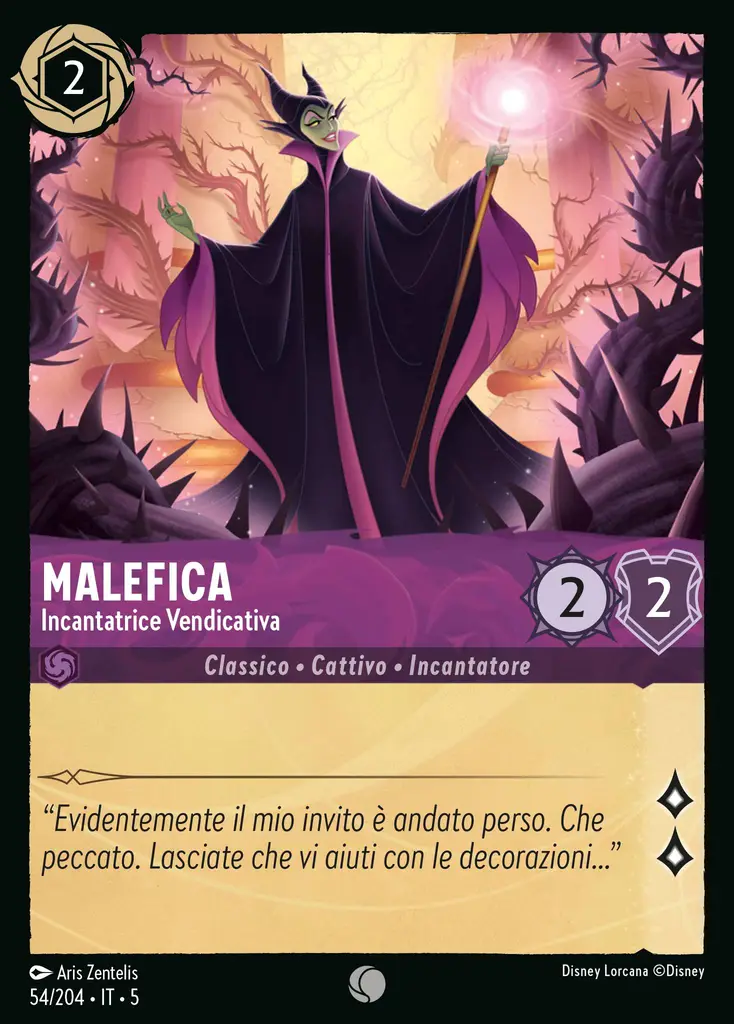 2
MALEFICA
Incantatrice Vendicativa
2
2
Classico • Cattivo • Incantatore
“Evidentemente il mio invito è andato perso. Che
peccato. Lasciate che vi aiuti con le decorazioni...”
Aris Zentelis
Disney Lorcana ©Disney
54/204 • IT • 5